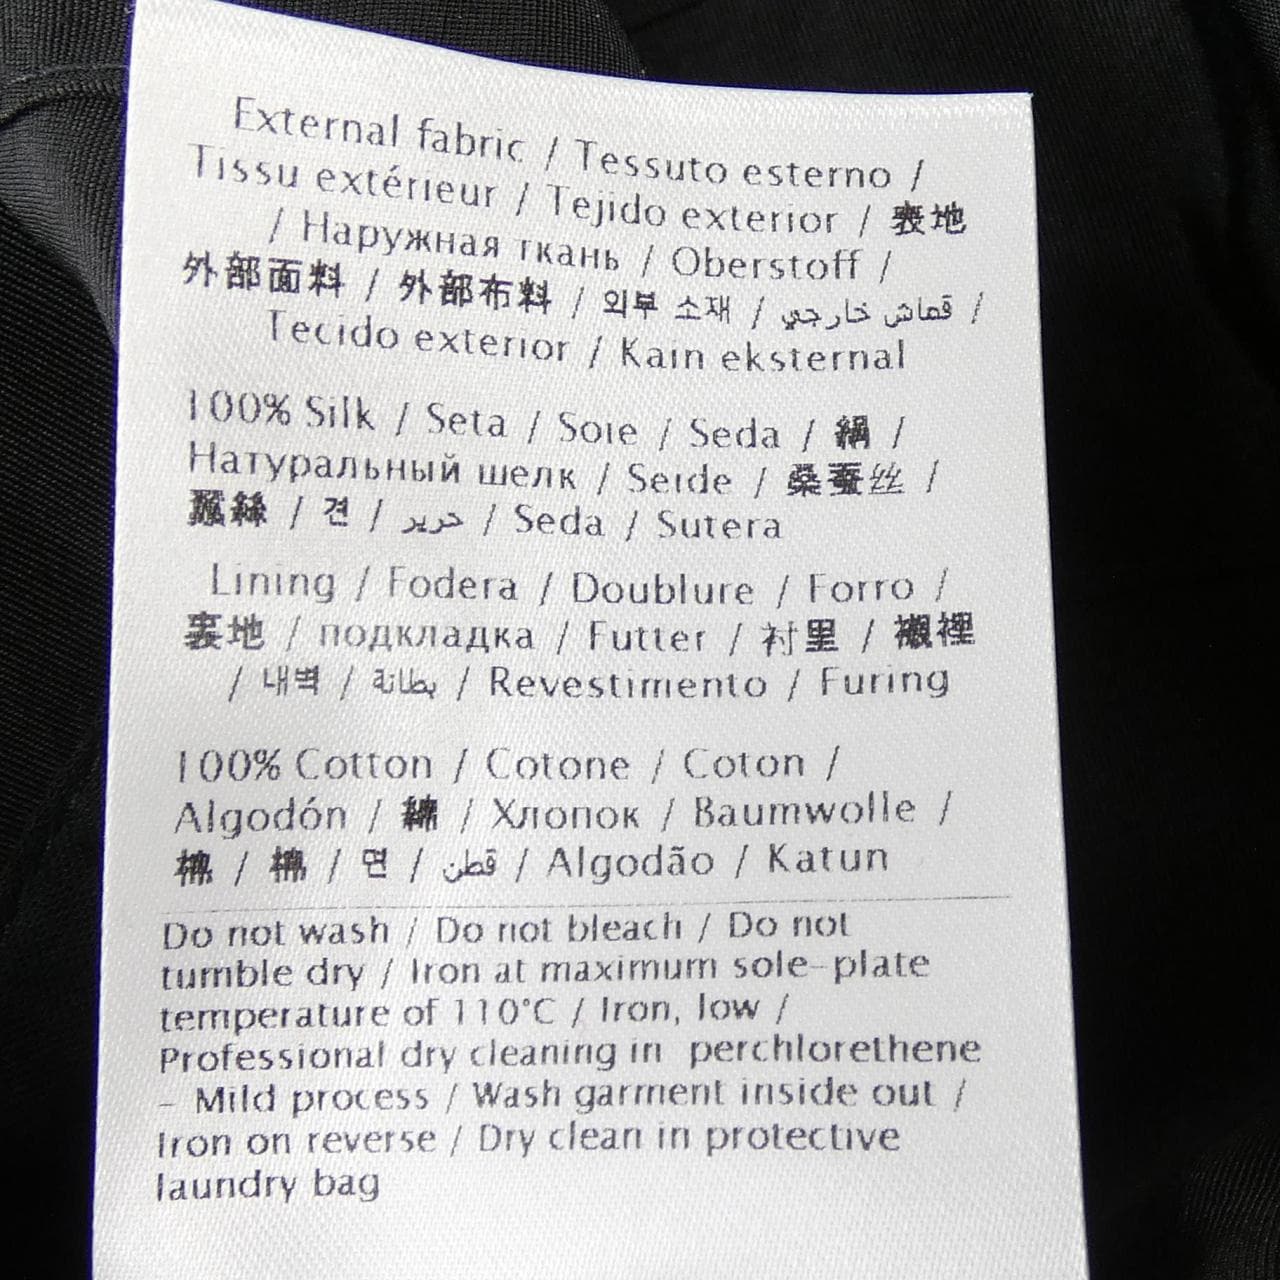 External fabric / Tessuto esterno /
Tissu extérieur / Tejido exterior / 表地
/ Наружная ткань / Oberstoff /
外部面料 / 外部布料 / 외부 소재 / قماش خارجي /
Tecido exterior / Kain eksternal
100% Silk / Seta / Soie / Seda / 絹 /
Натуральный шелк / Seide / 桑蚕丝 /
蠶絲 / 견 / حرير / Seda / Sutera
Lining / Fodera / Doublure / Forro /
裏地 / подкладка / Futter / 衬里 / 襯裡
/ 내벽 / بطانة / Revestimento / Furing
100% Cotton / Cotone / Coton /
Algodón / 綿 / Хлопок / Baumwolle /
棉 / 棉 / 면 / قطن / Algodão / Katun
Do not wash / Do not bleach / Do not
tumble dry / Iron at maximum sole-plate
temperature of 110°C / Iron, low /
Professional dry cleaning in perchlorethene
- Mild process / Wash garment inside out /
Iron on reverse / Dry clean in protective
laundry bag